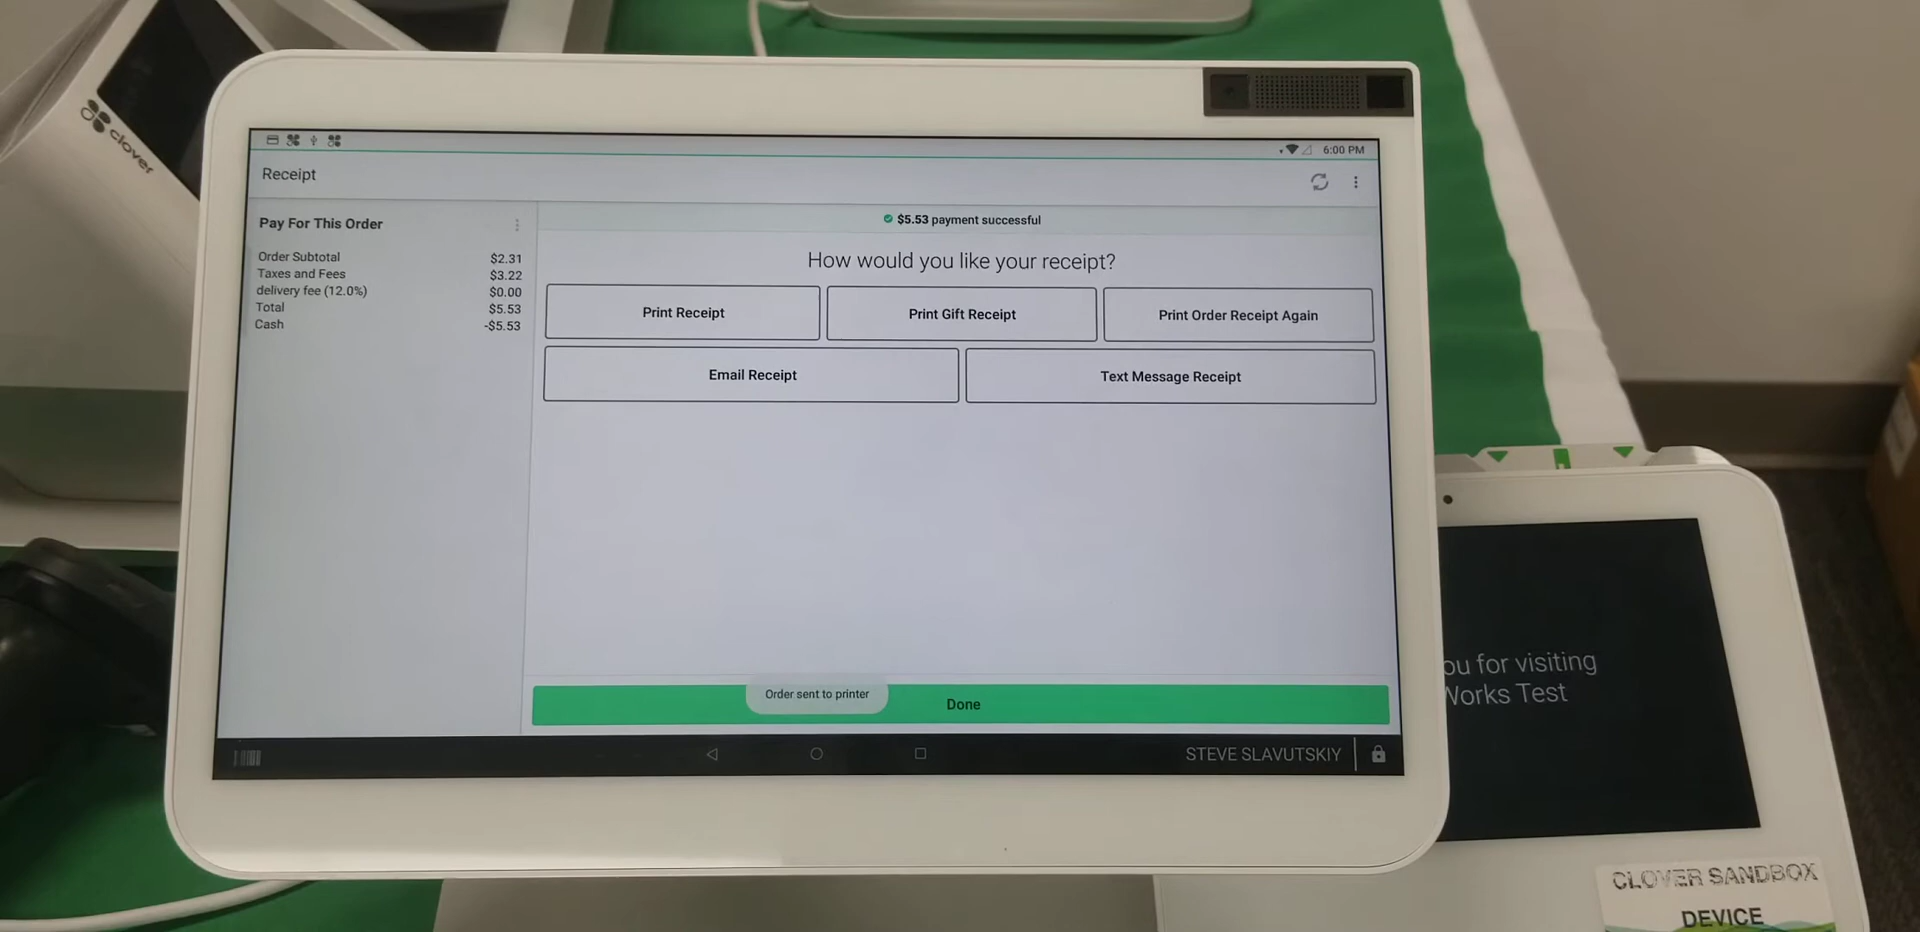 clover
6:00 PM
Receipt
Pay For This Order
Order Subtotal $2.31
Taxes and Fees $3.22
delivery fee (12.0%) $0.00
Total $5.53
Cash -$5.53
$5.53 payment successful
How would you like your receipt?
Print Receipt
Print Gift Receipt
Print Order Receipt Again
Email Receipt
Text Message Receipt
Order sent to printer
Done
STEVE SLAVUTSKIY
ou for visiting
Works Test
CLOVER SANDBOX
DEVICE